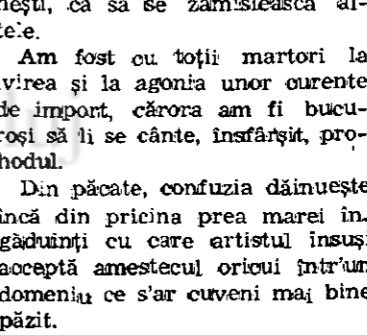 nești, ca să se zămislească al-
tele.
Am fost cu toții martori la
ivirea și la agonia unor curente
de import, cărora am fi bucu-
roși să li se cânte, însfârșit, pro-
hodul.
Din păcate, confuzia dăinuește
încă din pricina prea marei în-
găduinți cu care artistul însuși
acceptă amestecul oricui într'un
domeniu ce s'ar cuveni mai bine
păzit.